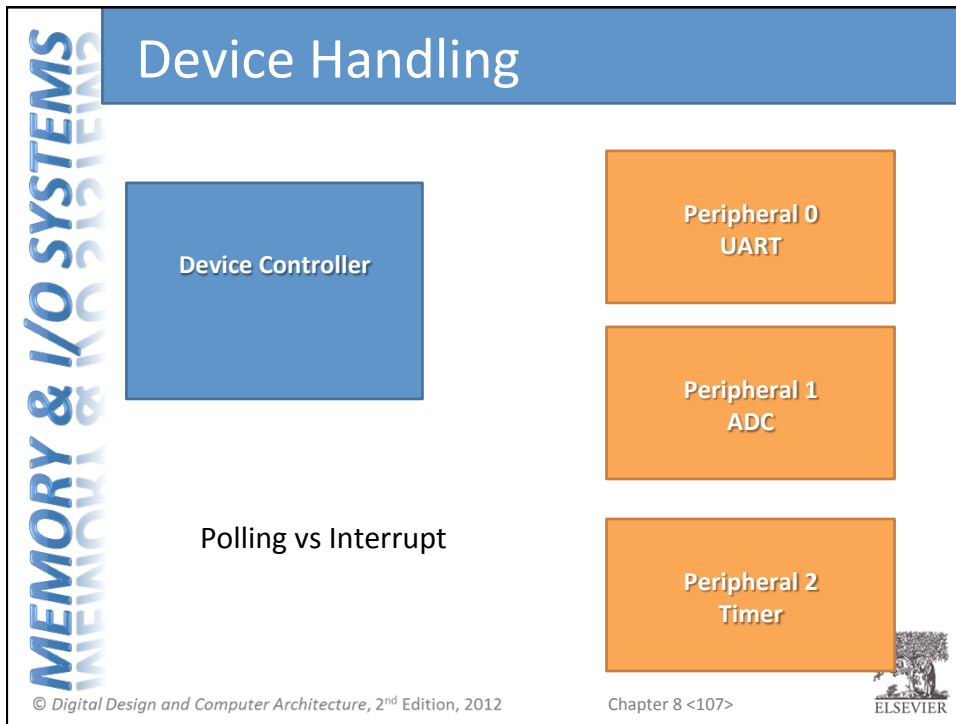 Device Handling
MEMORY & I/O SYSTEMS
Device Controller
Peripheral 0
UART
Peripheral 1
ADC
Polling vs Interrupt
Peripheral 2
Timer
© Digital Design and Computer Architecture, 2nd Edition, 2012
Chapter 8 <107>
ELSEVIER